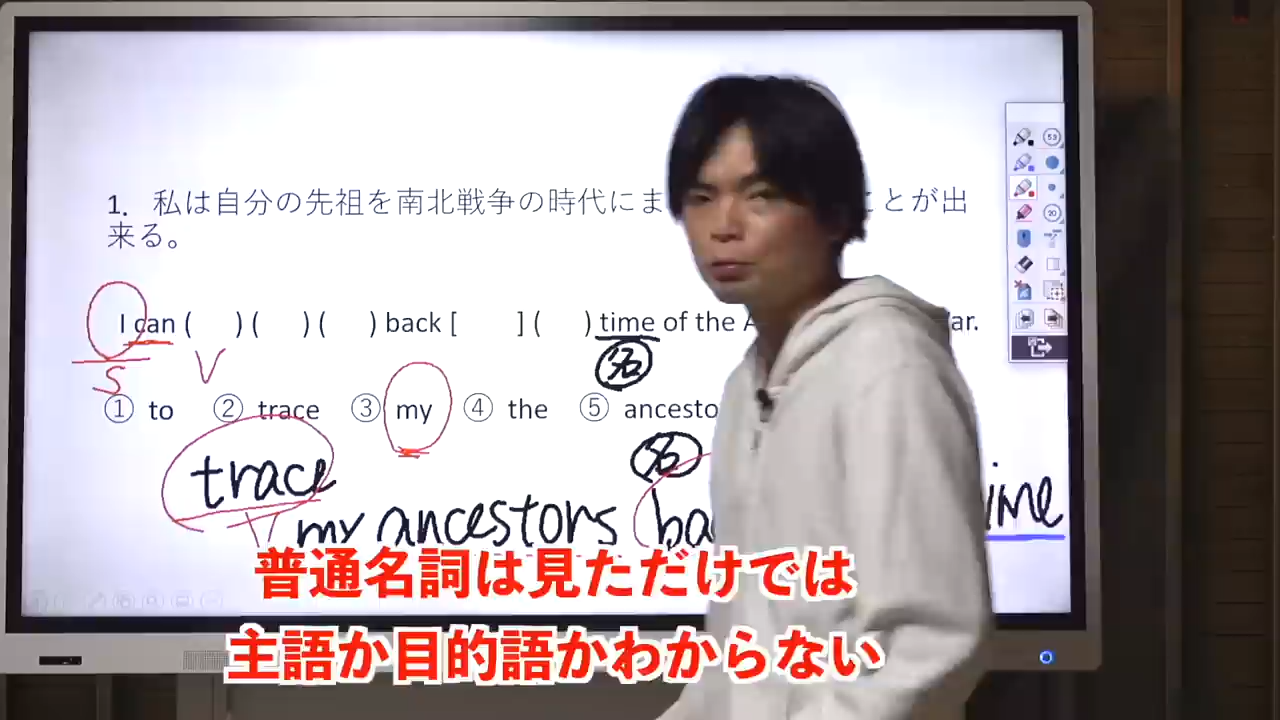 1. 私は自分の先祖を南北戦争の時代にま ことが出
来る。
I can ( ) ( ) ( ) back [ ] ( ) time of the A ar.
名
S V
① to ② trace ③ my ④ the ⑤ ancesto
名
trace
V my ancestors ba ime
普通名詞は見ただけでは
主語か目的語かわからない
53
20